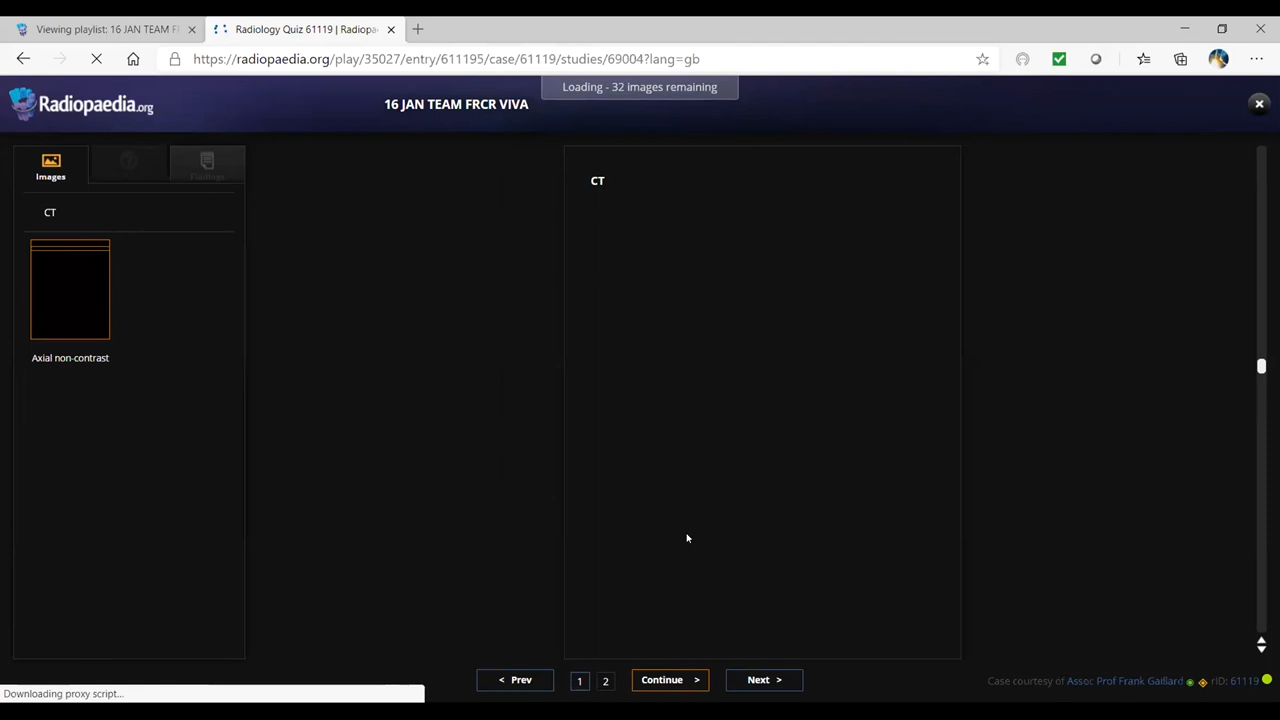 Viewing playlist: 16 JAN TEAM F
Radiology Quiz 61119 | Radiopa
https://radiopaedia.org/play/35027/entry/611195/case/61119/studies/69004?lang=gb
Loading - 32 images remaining
Radiopaedia.org
16 JAN TEAM FRCR VIVA
Images
Findings
CT
CT
Axial non-contrast
< Prev
1
2
Continue >
Next >
Case courtesy of Assoc Prof Frank Gaillard rID: 61119
Downloading proxy script...